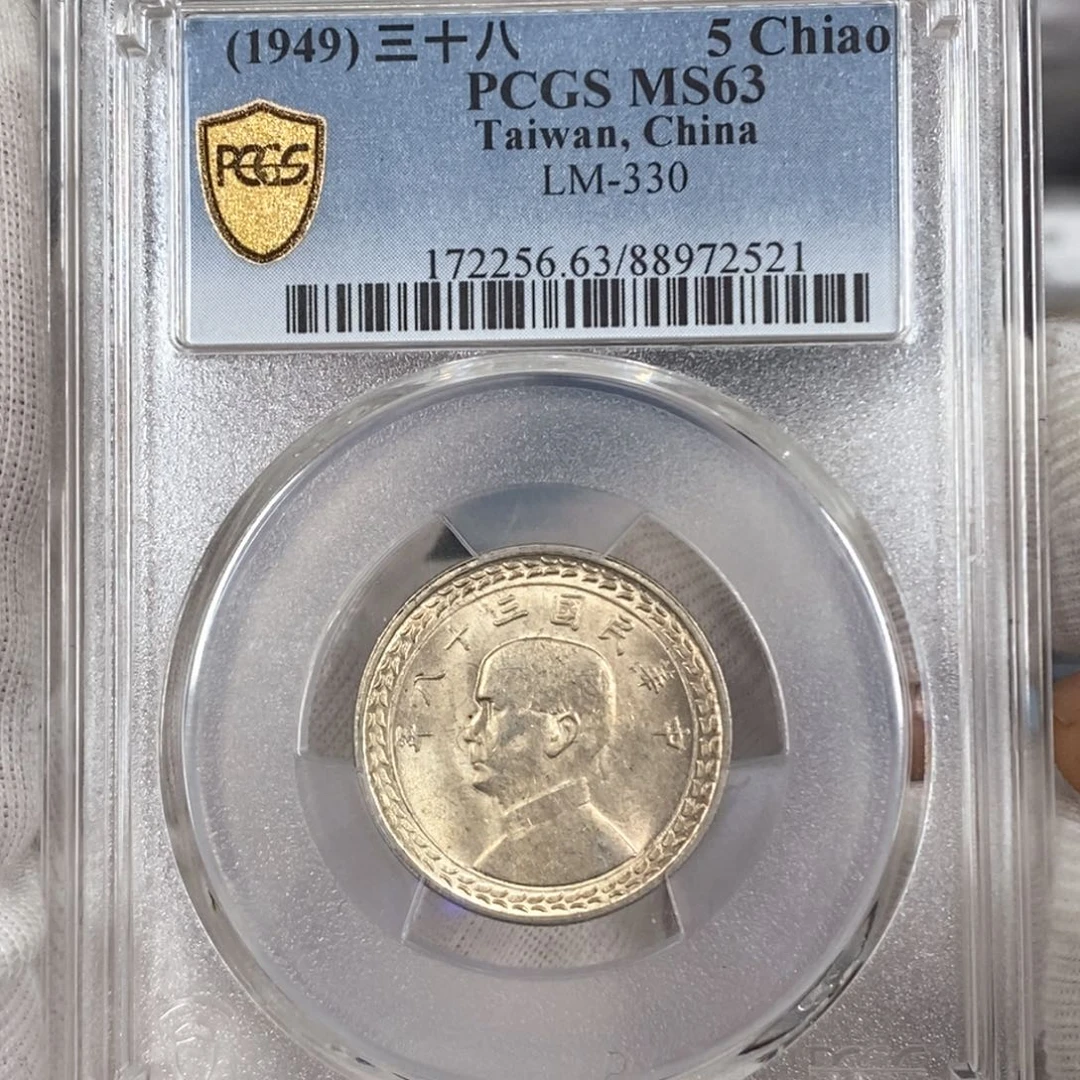 (1949) 三十八 5 Chiao
PCGS MS63
Taiwan, China
LM-330
PCGS
172256.63/88972521
中華民國三十八年